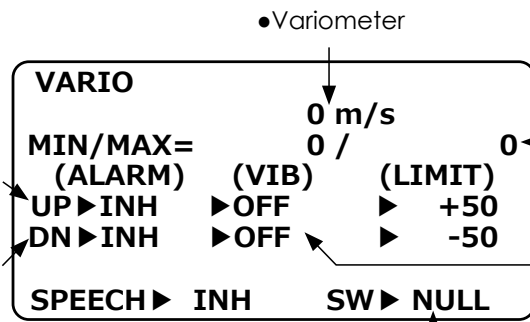 ●Variometer
VARIO
0 m/s
MIN/MAX= 0 / 0
(ALARM) (VIB) (LIMIT)
UP▶INH ▶OFF ▶ +50
DN▶INH ▶OFF ▶ -50
SPEECH▶ INH SW▶ NULL